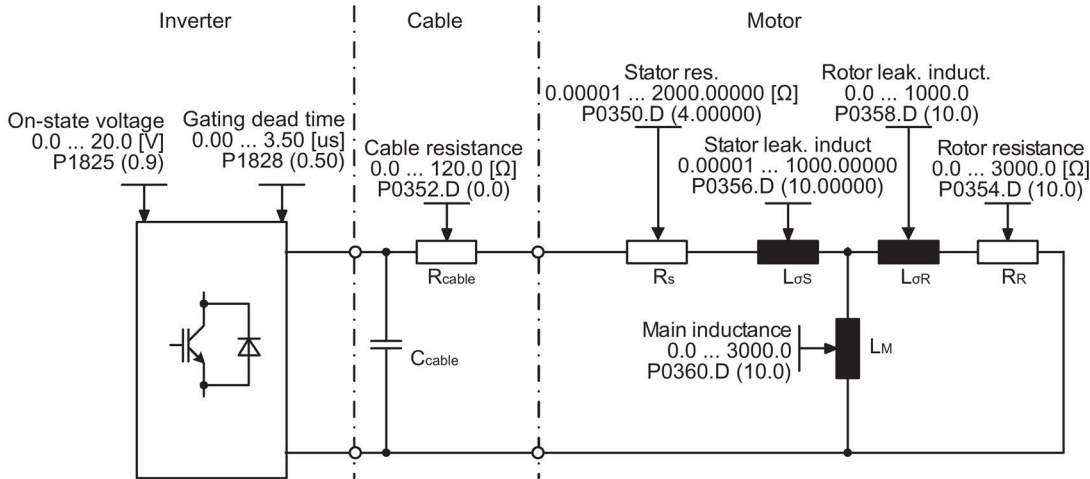 Inverter
Cable
Motor
On-state voltage
0.0 ... 20.0 [V]
P1825 (0.9)
Gating dead time
0.00 ... 3.50 [us]
P1828 (0.50)
Cable resistance
0.0 ... 120.0 [Ω]
P0352.D (0.0)
Stator res.
0.00001 ... 2000.00000 [Ω]
P0350.D (4.00000)
Stator leak. induct
0.00001 ... 1000.00000
P0356.D (10.00000)
Rotor leak. induct.
0.0 ... 1000.0
P0358.D (10.0)
Rotor resistance
0.0 ... 3000.0 [Ω]
P0354.D (10.0)
Rcable
Rs
LσS
LσR
RR
Ccable
Main inductance
0.0 ... 3000.0
P0360.D (10.0)
LM